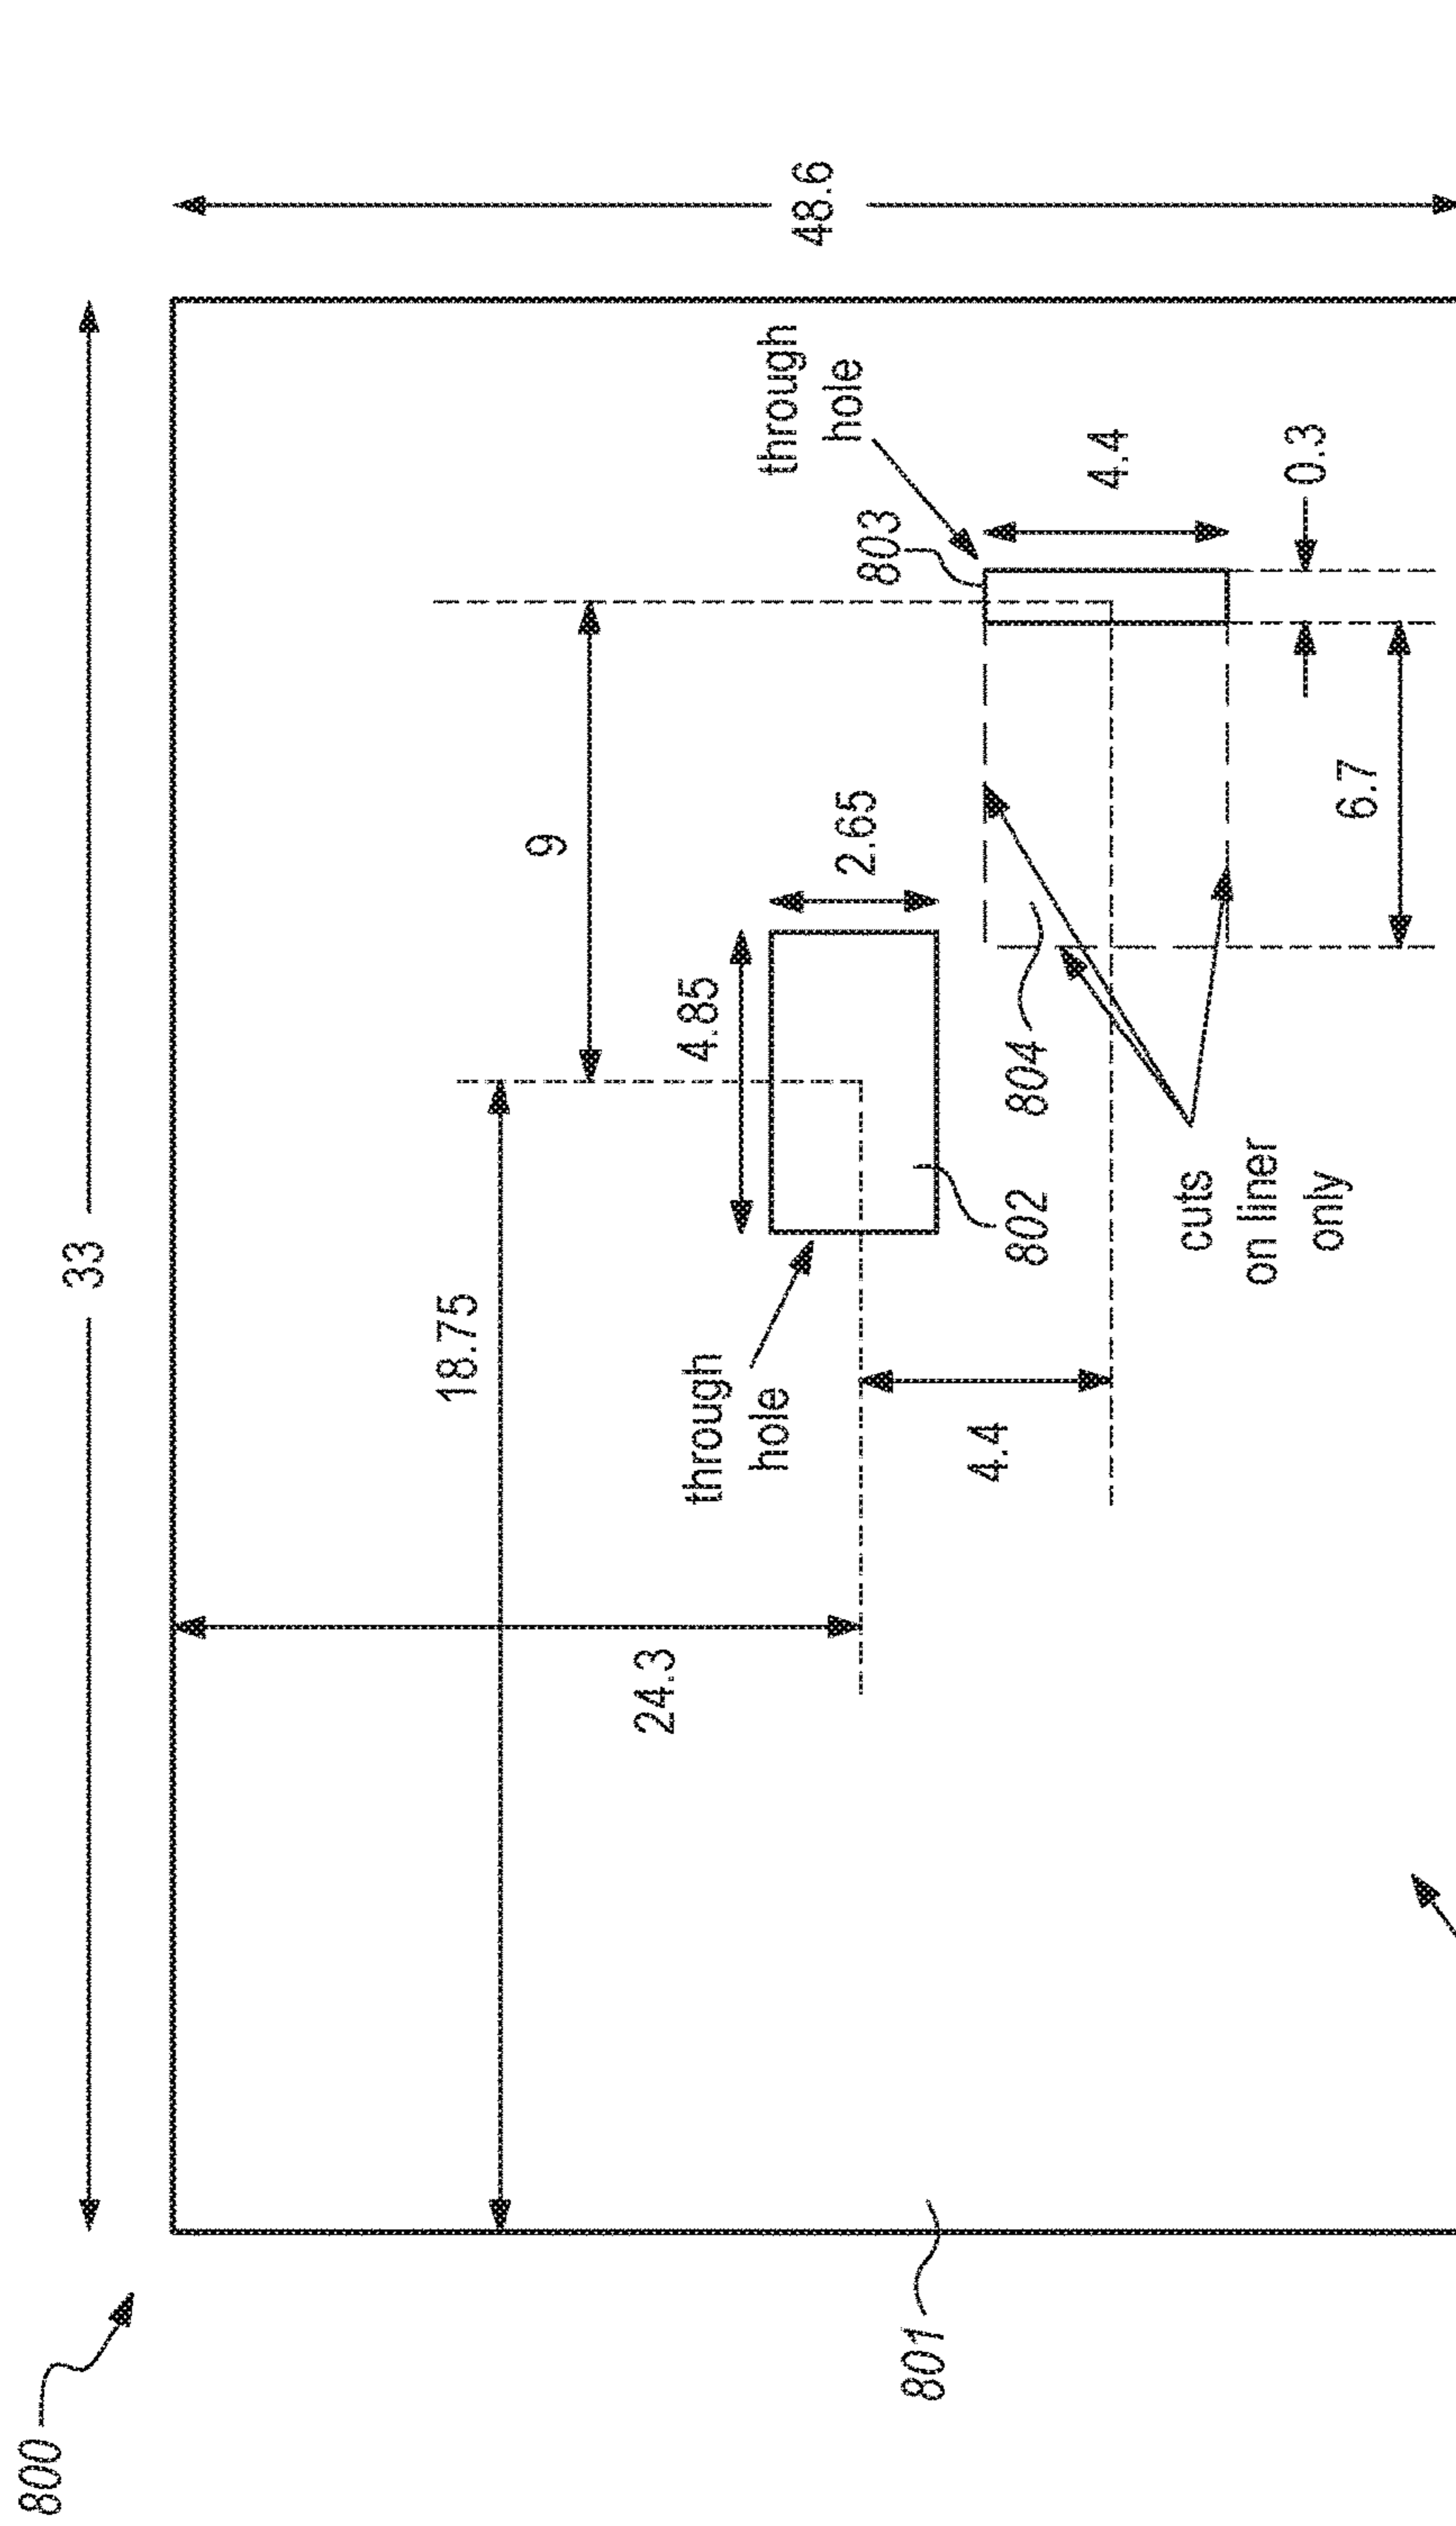 800
33
48.6
801
18.75
24.3
9
through
hole
4.85
2.65
802
4.4
804
cuts
on liner
only
through
hole
803
4.4
0.3
6.7